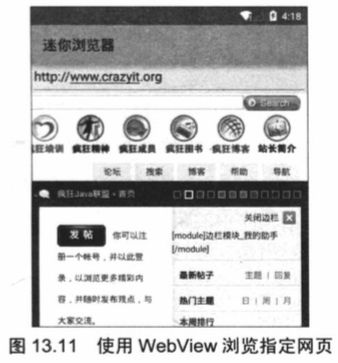 4:18
迷你浏览器
http://www.crazyit.org
Search
疯狂培训 疯狂精神 疯狂成员 疯狂图书 疯狂博客 站长简介
论坛 搜索 博客 帮助 导航
疯狂Java联盟 - 首页
关闭边栏
发 帖 你可以注
册一个帐号，并以此登
录，以浏览更多精彩内
容，并随时发布观点，与
大家交流。
[module]边栏模块_我的助手
[/module]
最新帖子 主题 | 回复
热门主题 日 | 周 | 月
本周排行
图 13.11 使用 WebView 浏览指定网页